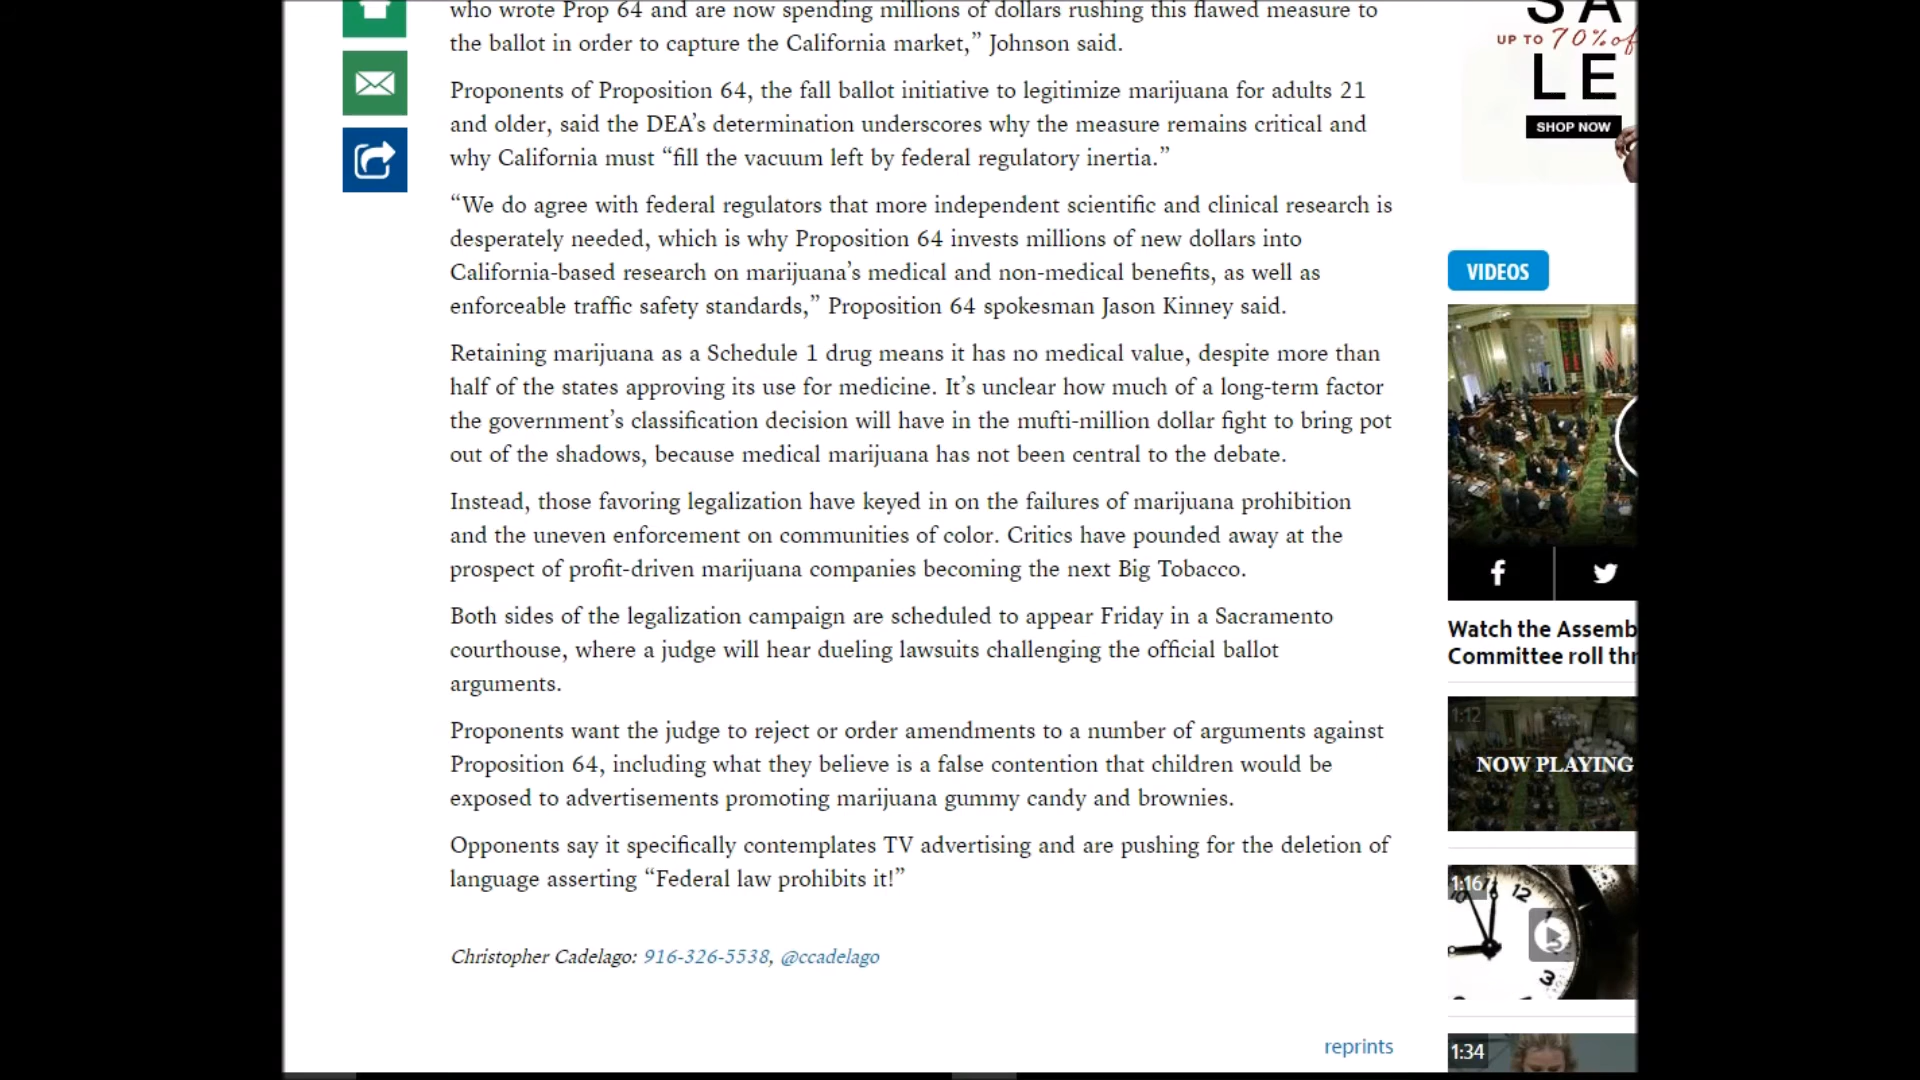 who wrote Prop 64 and are now spending millions of dollars rushing this flawed measure to
the ballot in order to capture the California market,” Johnson said.
Proponents of Proposition 64, the fall ballot initiative to legitimize marijuana for adults 21
and older, said the DEA’s determination underscores why the measure remains critical and
why California must “fill the vacuum left by federal regulatory inertia.”
“We do agree with federal regulators that more independent scientific and clinical research is
desperately needed, which is why Proposition 64 invests millions of new dollars into
California-based research on marijuana’s medical and non-medical benefits, as well as
enforceable traffic safety standards,” Proposition 64 spokesman Jason Kinney said.
Retaining marijuana as a Schedule 1 drug means it has no medical value, despite more than
half of the states approving its use for medicine. It’s unclear how much of a long-term factor
the government’s classification decision will have in the mufti-million dollar fight to bring pot
out of the shadows, because medical marijuana has not been central to the debate.
Instead, those favoring legalization have keyed in on the failures of marijuana prohibition
and the uneven enforcement on communities of color. Critics have pounded away at the
prospect of profit-driven marijuana companies becoming the next Big Tobacco.
Both sides of the legalization campaign are scheduled to appear Friday in a Sacramento
courthouse, where a judge will hear dueling lawsuits challenging the official ballot
arguments.
Proponents want the judge to reject or order amendments to a number of arguments against
Proposition 64, including what they believe is a false contention that children would be
exposed to advertisements promoting marijuana gummy candy and brownies.
Opponents say it specifically contemplates TV advertising and are pushing for the deletion of
language asserting “Federal law prohibits it!”
Christopher Cadelago: 916-326-5538, @ccadelago
reprints
SA
UP TO 70% of
LE
SHOP NOW
VIDEOS
Watch the Assemb
Committee roll thr
1:12
NOW PLAYING
1:16
10 12
3
1:34